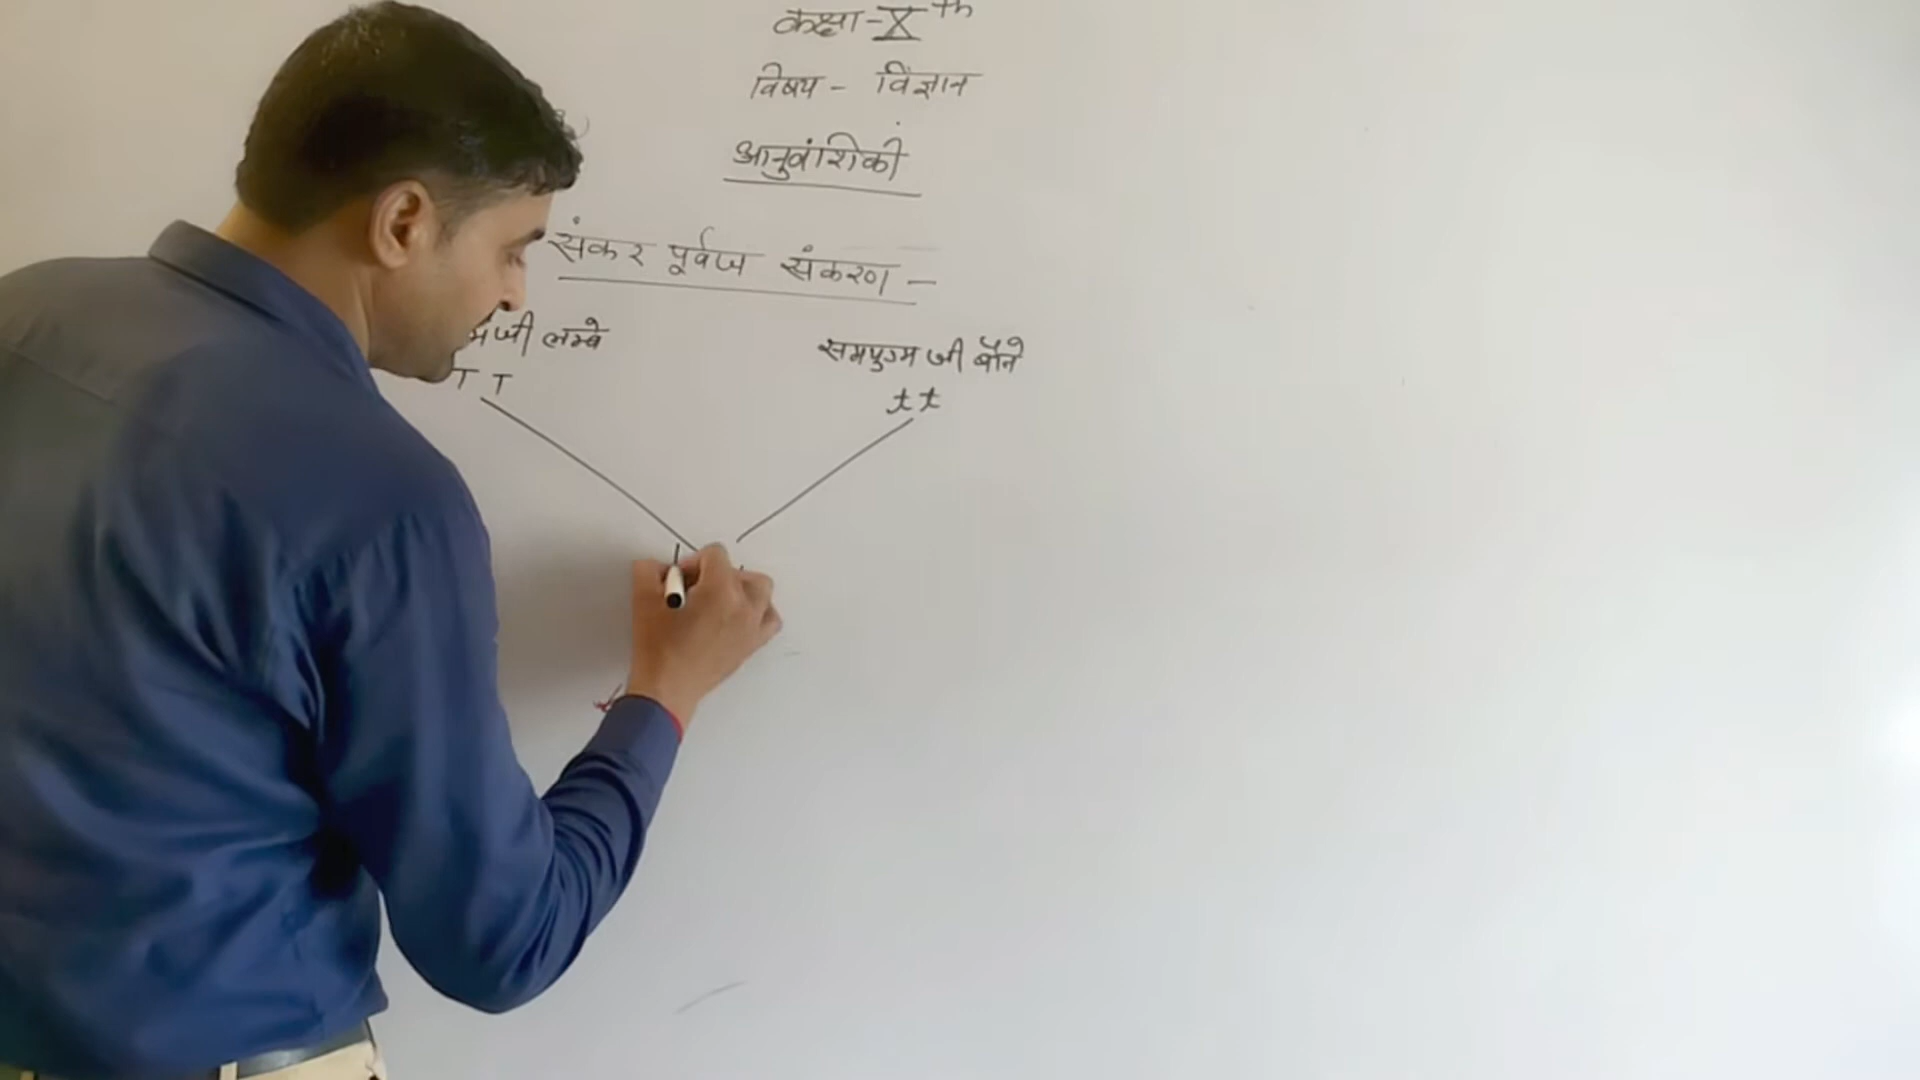 कक्षा - X th
विषय - विज्ञान
आनुवांशिकी
संकर पूर्वज संकरण -
लम्बे समयुग्मजी बौने
T T t t